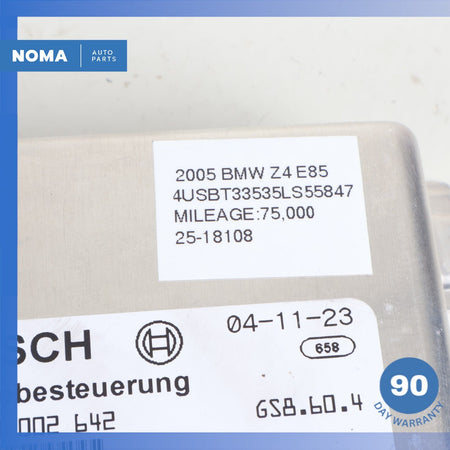 NOMA
AUTO
PARTS
2005 BMW Z4 E85
4USBT33535LS55847
MILEAGE:75,000
25-18108
SCH
04-11-23
658
besteuerung
002 642
GS8.60.4
90
DAY WARRANTY